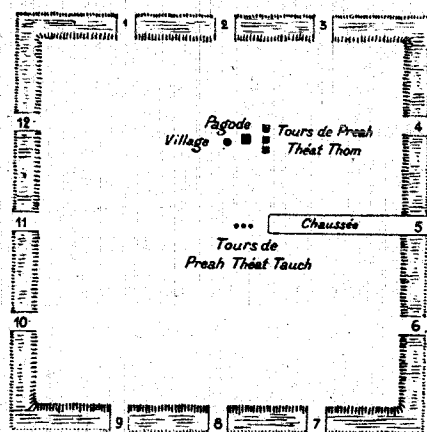 1
2
3
12
4
Pagode
Village
Tours de Preah
Théat Thom
11
Chaussée
5
Tours de
Preah Théat Tauch
10
6
9
8
7